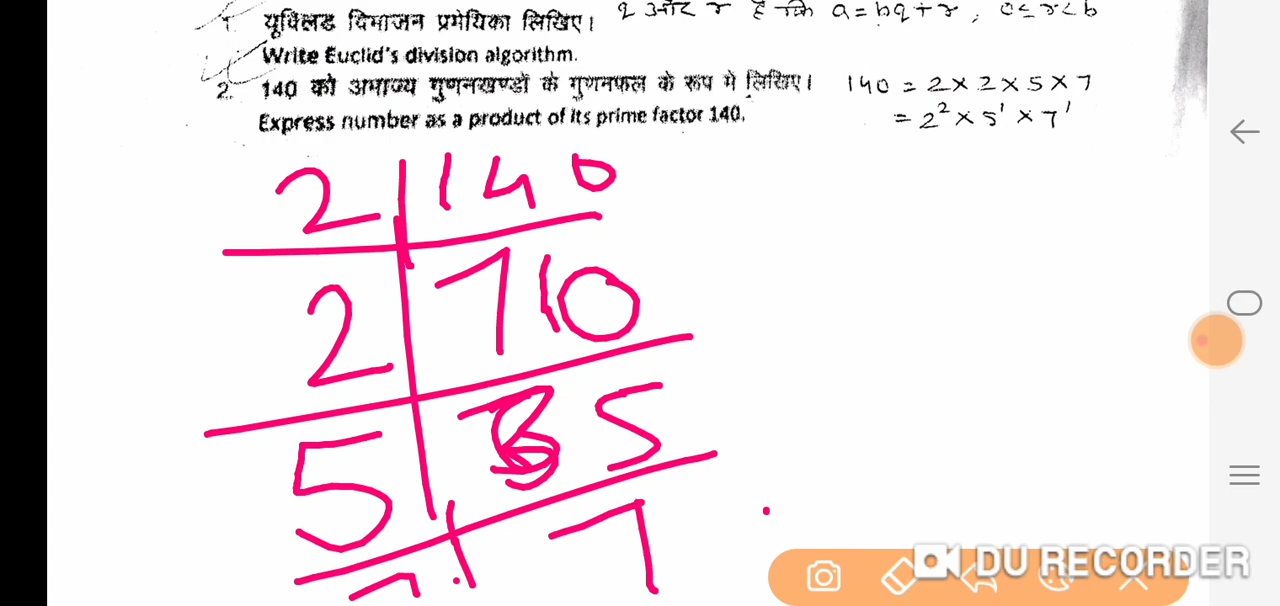 1. यूक्लिड विभाजन प्रमेयिका लिखिए। q और r हैं कि a = bq + r, 0 ≤ r < b
Write Euclid's division algorithm.
2. 140 को अभाज्य गुणनखण्डों के गुणनफल के रूप में लिखिए। 140 = 2 × 2 × 5 × 7
Express number as a product of its prime factor 140. = 2² × 5¹ × 7¹
2 140
2 70
5 35
7 7
DU RECORDER